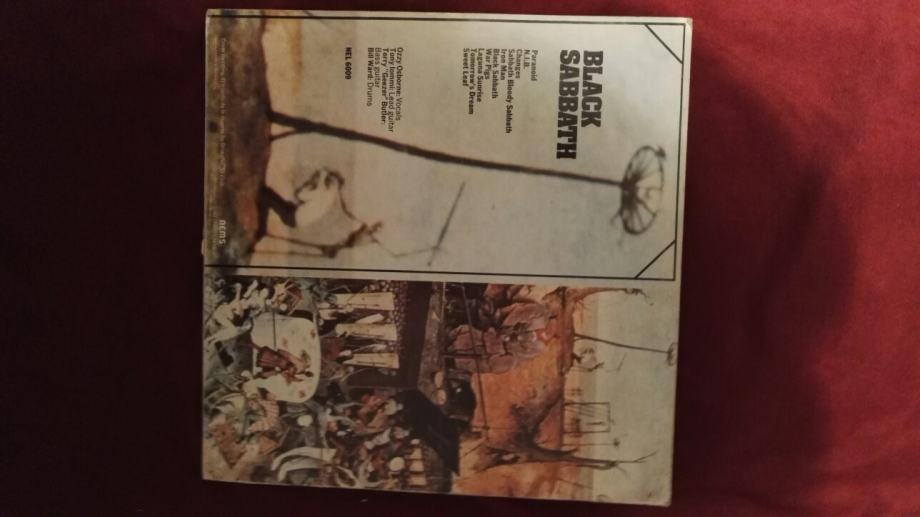 BLACK
SABBATH
Paranoid
N.I.B.
Changes
Sabbath Bloody Sabbath
Iron Man
Black Sabbath
War Pigs
Laguna Sunrise
Tomorrow's Dream
Sweet Leaf
Ozzy Osborne: Vocals
Tony Iommi: Lead guitar
Terry "Geezer" Butler:
Bass guitar
Bill Ward: Drums
NEL 6009
nems